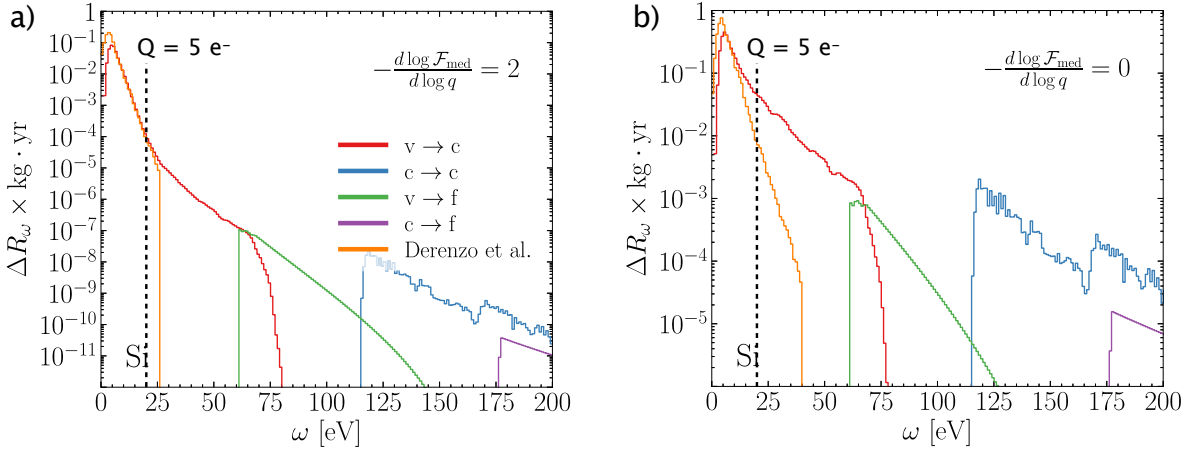 a)
Q = 5 e⁻
− d log F_med / d log q = 2
ΔR_ω × kg · yr
1
10⁻¹
10⁻²
10⁻³
10⁻⁴
10⁻⁵
10⁻⁶
10⁻⁷
10⁻⁸
10⁻⁹
10⁻¹⁰
10⁻¹¹
v → c
c → c
v → f
c → f
Derenzo et al.
Si
0 25 50 75 100 125 150 175 200
ω [eV]
b)
Q = 5 e⁻
− d log F_med / d log q = 0
ΔR_ω × kg · yr
1
10⁻¹
10⁻²
10⁻³
10⁻⁴
10⁻⁵
Si
0 25 50 75 100 125 150 175 200
ω [eV]